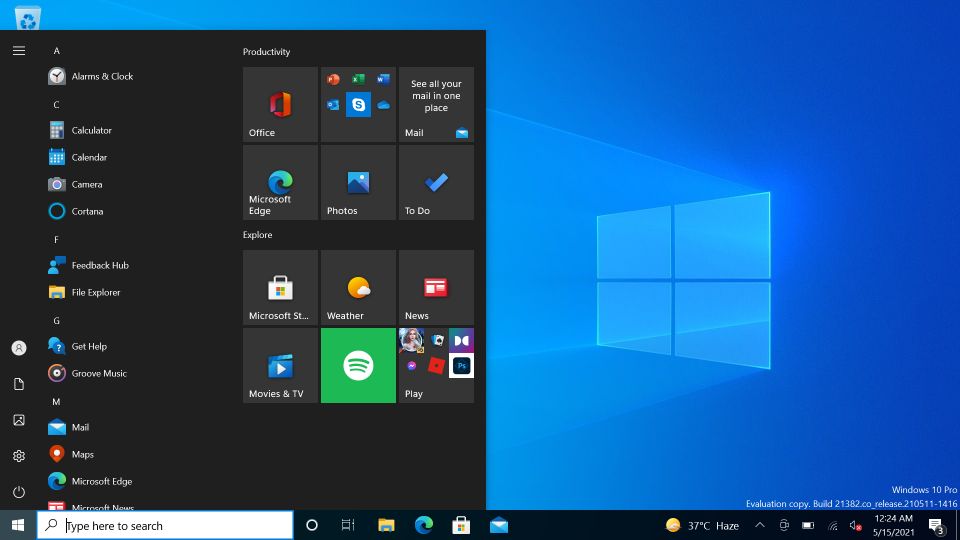 A
Alarms & Clock
C
Calculator
Calendar
Camera
Cortana
F
Feedback Hub
File Explorer
G
Get Help
Groove Music
M
Mail
Maps
Microsoft Edge
Microsoft News
Productivity
Office
See all your
mail in one
place
Mail
Microsoft
Edge
Photos
To Do
Explore
Microsoft St...
Weather
News
Movies & TV
Play
Ps
Windows 10 Pro
Evaluation copy. Build 21382.co_release.210511-1416
Type here to search
37°C Haze
12:24 AM
5/15/2021
3